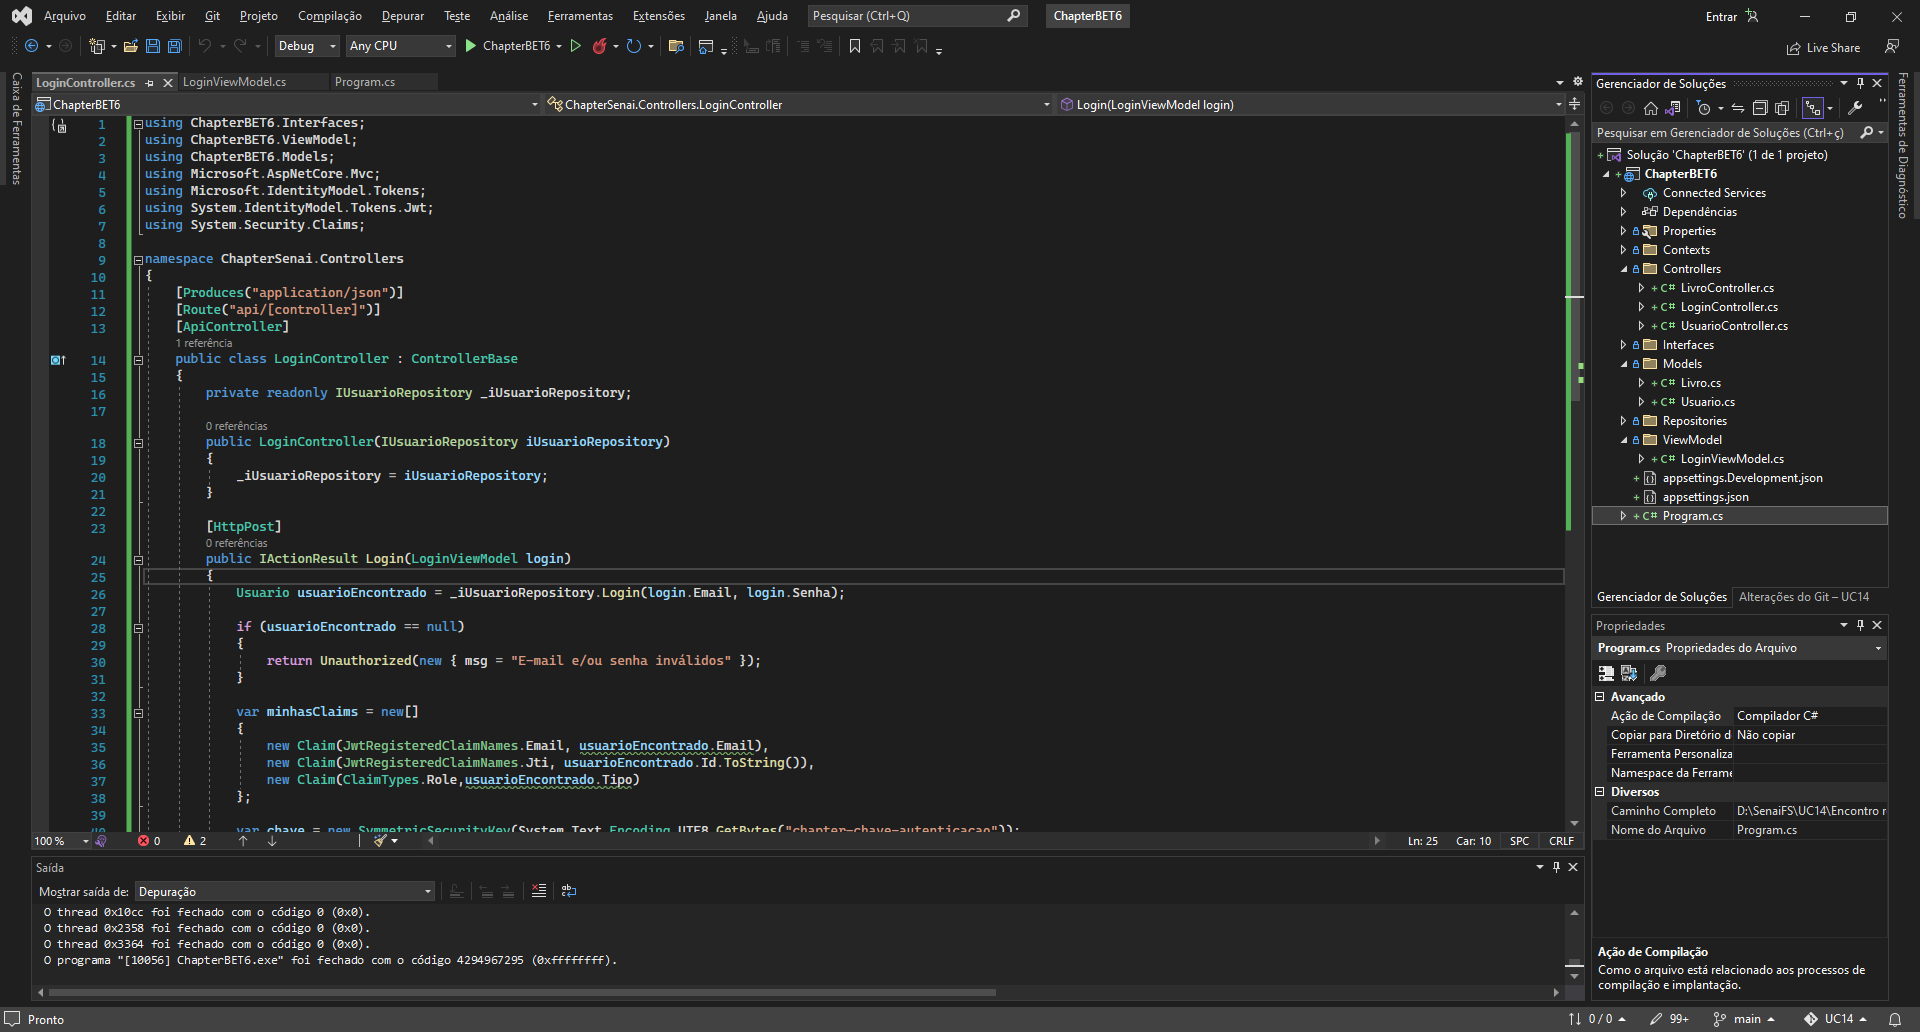 Arquivo Editar Exibir Git Projeto Compilação Depurar Teste Análise Ferramentas Extensões Janela Ajuda Pesquisar (Ctrl+Q) ChapterBET6 Entrar
Debug Any CPU ChapterBET6 Live Share
Caixa de Ferramentas
LoginController.cs LoginViewModel.cs Program.cs
ChapterBET6 ChapterSenai.Controllers.LoginController Login(LoginViewModel login)
1 using ChapterBET6.Interfaces;
2 using ChapterBET6.ViewModel;
3 using ChapterBET6.Models;
4 using Microsoft.AspNetCore.Mvc;
5 using Microsoft.IdentityModel.Tokens;
6 using System.IdentityModel.Tokens.Jwt;
7 using System.Security.Claims;
8
9 namespace ChapterSenai.Controllers
10 {
11 [Produces("application/json")]
12 [Route("api/[controller]")]
13 [ApiController]
1 referência
14 public class LoginController : ControllerBase
15 {
16 private readonly IUsuarioRepository _iUsuarioRepository;
17
0 referências
18 public LoginController(IUsuarioRepository iUsuarioRepository)
19 {
20 _iUsuarioRepository = iUsuarioRepository;
21 }
22
23 [HttpPost]
0 referências
24 public IActionResult Login(LoginViewModel login)
25 {
26 Usuario usuarioEncontrado = _iUsuarioRepository.Login(login.Email, login.Senha);
27
28 if (usuarioEncontrado == null)
29 {
30 return Unauthorized(new { msg = "E-mail e/ou senha inválidos" });
31 }
32
33 var minhasClaims = new[]
34 {
35 new Claim(JwtRegisteredClaimNames.Email, usuarioEncontrado.Email),
36 new Claim(JwtRegisteredClaimNames.Jti, usuarioEncontrado.Id.ToString()),
37 new Claim(ClaimTypes.Role,usuarioEncontrado.Tipo)
38 };
39
40 var chave = new SymmetricSecurityKey(System.Text.Encoding.UTF8.GetBytes("chapter-chave-autenticacao"));
100 % 0 2 Ln: 25 Car: 10 SPC CRLF
Saída
Mostrar saída de: Depuração
O thread 0x10cc foi fechado com o código 0 (0x0).
O thread 0x2358 foi fechado com o código 0 (0x0).
O thread 0x3364 foi fechado com o código 0 (0x0).
O programa "[10056] ChapterBET6.exe" foi fechado com o código 4294967295 (0xffffffff).
Gerenciador de Soluções
Pesquisar em Gerenciador de Soluções (Ctrl+ç)
Solução 'ChapterBET6' (1 de 1 projeto)
ChapterBET6
Connected Services
Dependências
Properties
Contexts
Controllers
C# LivroController.cs
C# LoginController.cs
C# UsuarioController.cs
Interfaces
Models
C# Livro.cs
C# Usuario.cs
Repositories
ViewModel
C# LoginViewModel.cs
appsettings.Development.json
appsettings.json
C# Program.cs
Gerenciador de Soluções Alterações do Git – UC14
Propriedades
Program.cs Propriedades do Arquivo
Avançado
Ação de Compilação Compilador C#
Copiar para Diretório d Não copiar
Ferramenta Personaliza
Namespace da Ferrame
Diversos
Caminho Completo D:\SenaiFS\UC14\Encontro r
Nome do Arquivo Program.cs
Ação de Compilação
Como o arquivo está relacionado aos processos de
compilação e implantação.
Ferramentas de Diagnóstico
Pronto 0 / 0 99+ main UC14